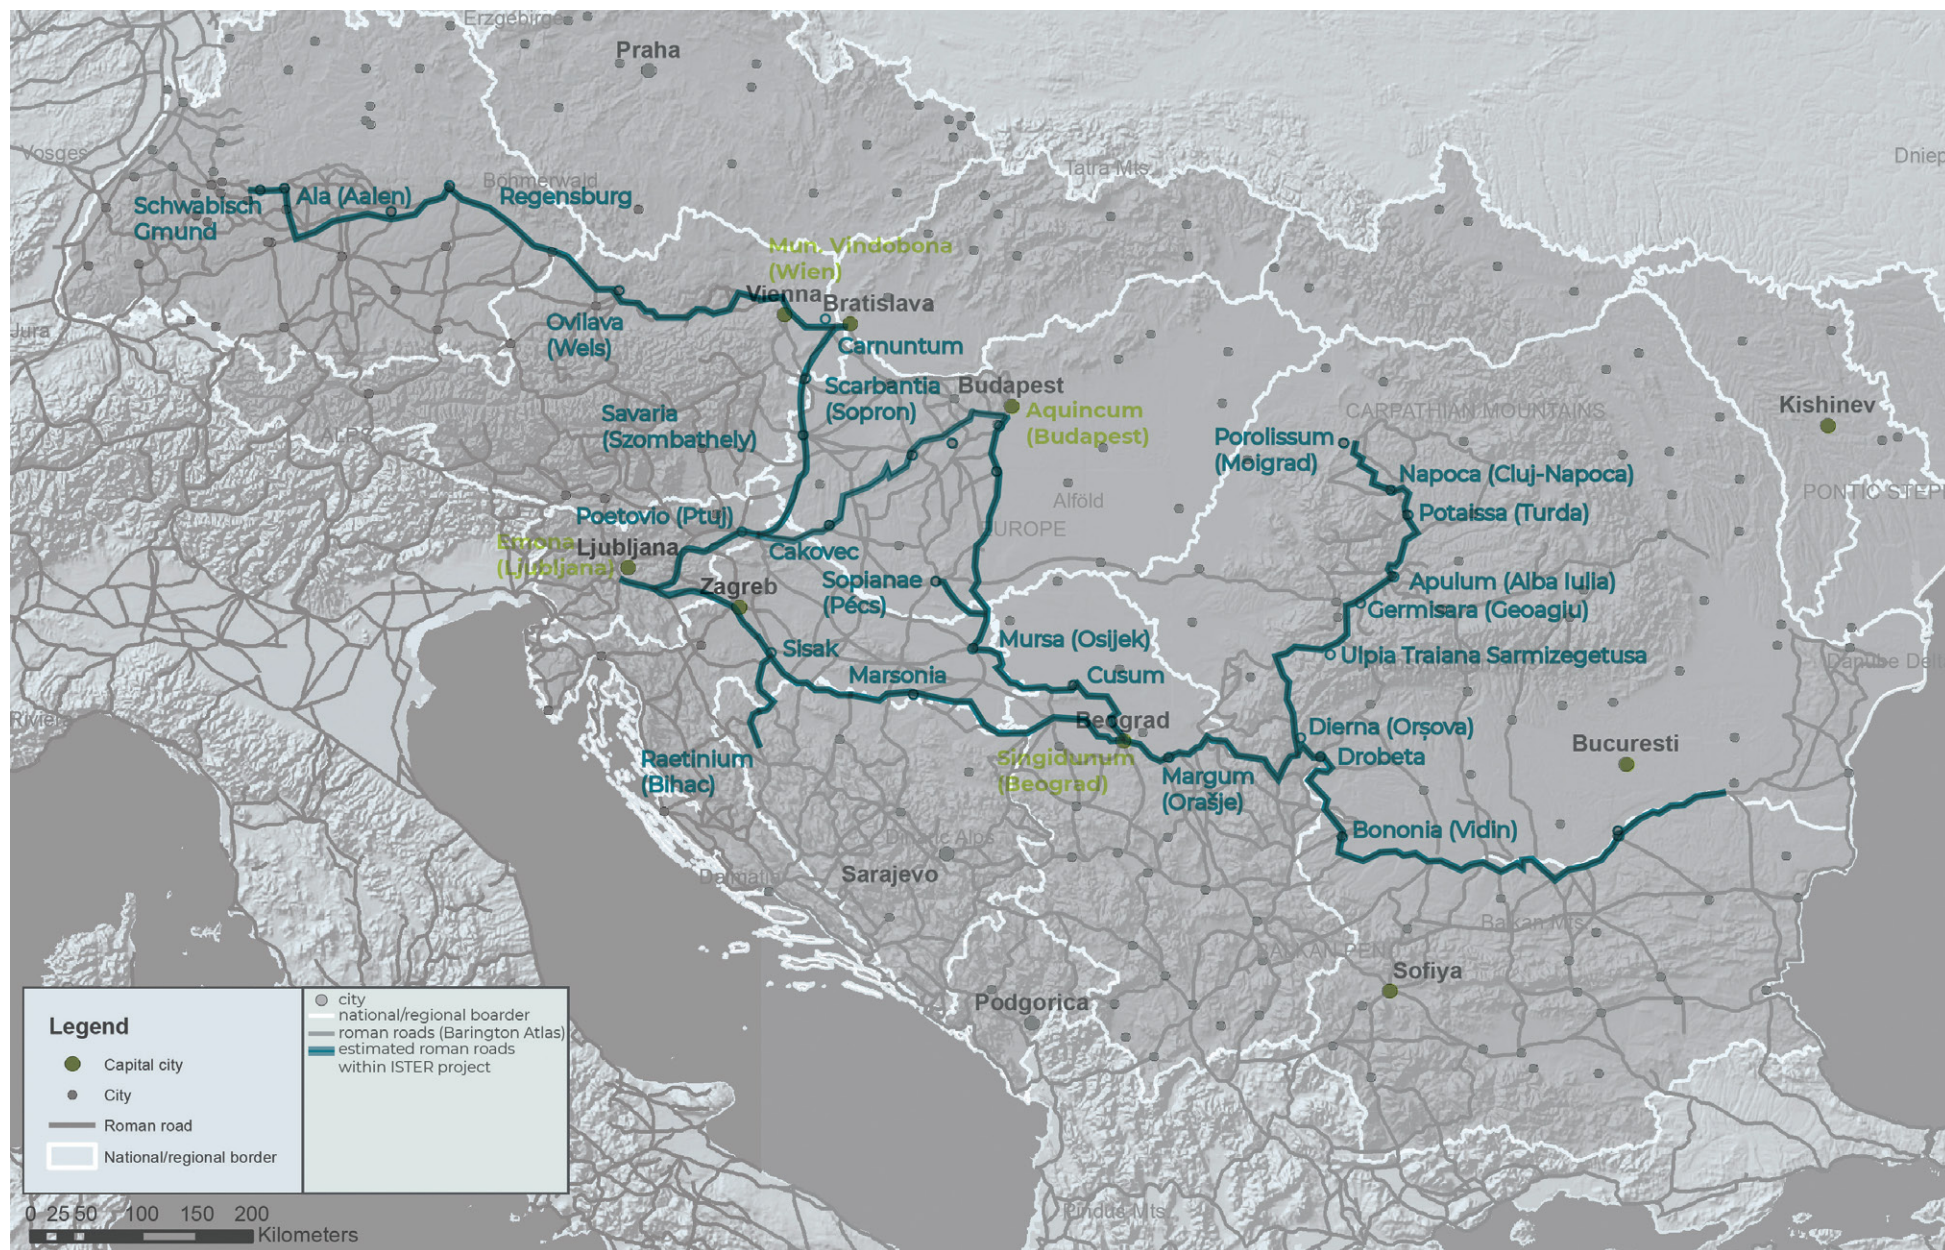 Erzgebirge
Praha
Vosges
Dniep
Tatra Mts.
Böhmerwald
Schwabisch
Gmund
Ala (Aalen)
Regensburg
Mun. Vindobona
(Wien)
Vienna
Bratislava
Jura
Ovilava
(Wels)
Carnuntum
Scarbantia
(Sopron)
Budapest
Aquincum
(Budapest)
Savaria
(Szombathely)
ALPS
CARPATHIAN MOUNTAINS
Kishinev
Porolissum
(Moigrad)
Napoca (Cluj-Napoca)
PONTIC STEPP
Alföld
EUROPE
Potaissa (Turda)
Poetovio (Ptuj)
Emona
(Ljubljana)
Ljubljana
Cakovec
Zagreb
Sopianae
(Pécs)
Apulum (Alba Iulia)
Germisara (Geoagiu)
Sisak
Mursa (Osijek)
Ulpia Traiana Sarmizegetusa
Danube Delta
Marsonia
Cusum
Riviera
Beograd
Dierna (Orșova)
Drobeta
Bucuresti
Raetinium
(Bihac)
Singidunum
(Beograd)
Margum
(Orašje)
Bononia (Vidin)
Dinaric Alps
Sarajevo
Dalmatia
Balkan Mts.
BALKAN PEN
Sofiya
Podgorica
Pindus Mts.
Legend
Capital city
City
Roman road
National/regional border
city
national/regional boarder
roman roads (Barington Atlas)
estimated roman roads
within ISTER project
0 25 50 100 150 200
Kilometers